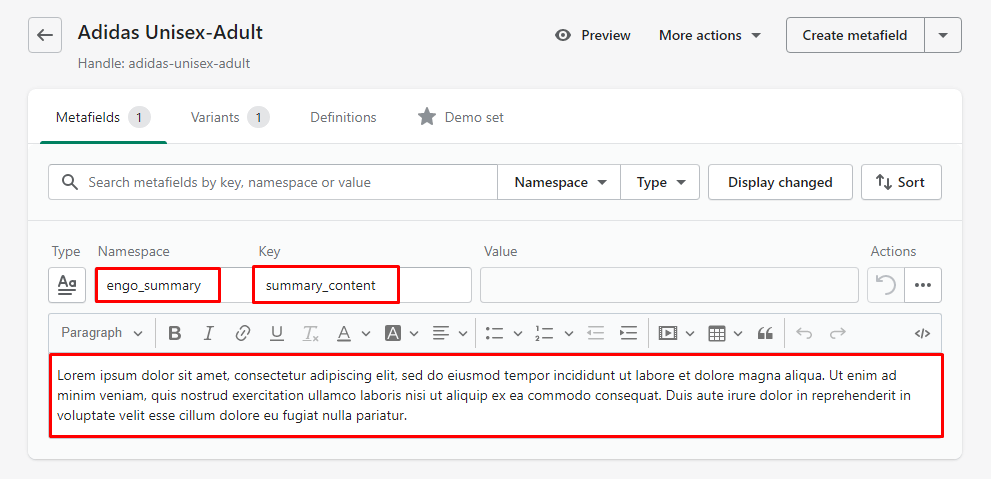 Adidas Unisex-Adult
Handle: adidas-unisex-adult
Preview
More actions
Create metafield
Metafields 1
Variants 1
Definitions
Demo set
Search metafields by key, namespace or value
Namespace
Type
Display changed
Sort
Type
Namespace
Key
Value
Actions
Aa
engo_summary
summary_content
Paragraph
B
I
U
Tx
A
A
Lorem ipsum dolor sit amet, consectetur adipiscing elit, sed do eiusmod tempor incididunt ut labore et dolore magna aliqua. Ut enim ad
minim veniam, quis nostrud exercitation ullamco laboris nisi ut aliquip ex ea commodo consequat. Duis aute irure dolor in reprehenderit in
voluptate velit esse cillum dolore eu fugiat nulla pariatur.